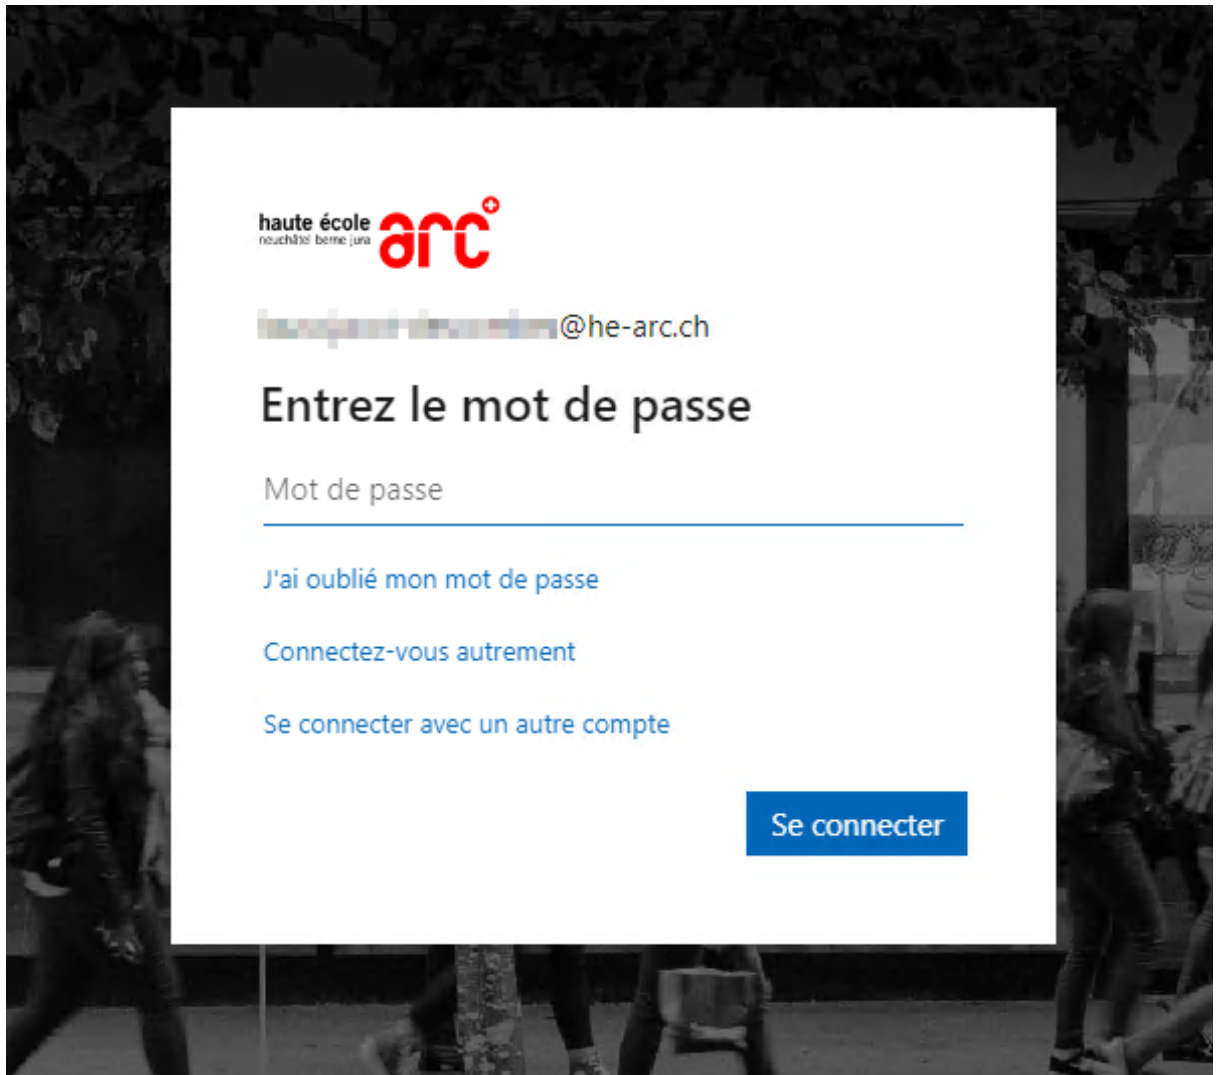 haute école
neuchâtel berne jura
arc
@he-arc.ch
Entrez le mot de passe
Mot de passe
J'ai oublié mon mot de passe
Connectez-vous autrement
Se connecter avec un autre compte
Se connecter